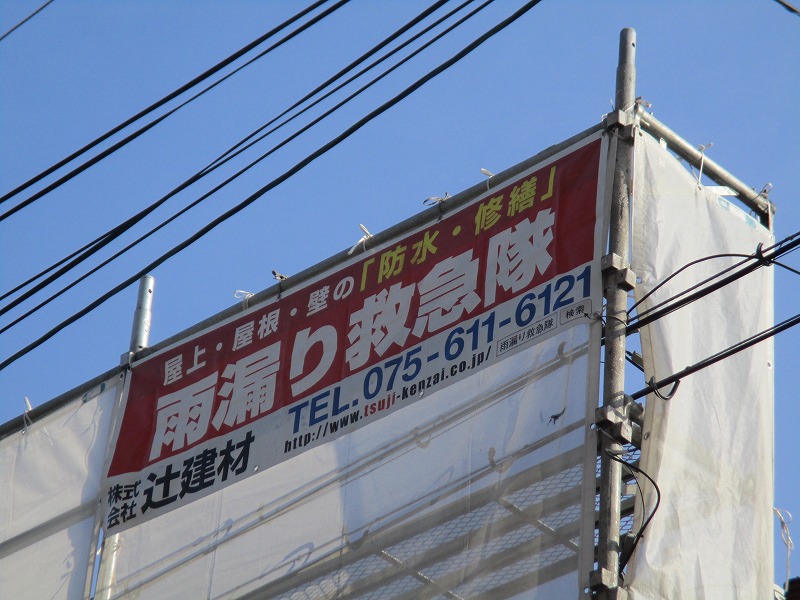 屋上・屋根・壁の「防水・修繕」
雨漏り救急隊
株式会社 辻建材
TEL. 075-611-6121
http://www.tsuji-kenzai.co.jp/ 雨漏り救急隊 検索